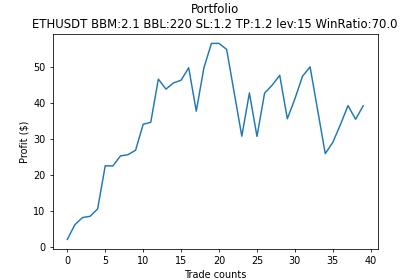 Portfolio
ETHUSDT BBM:2.1 BBL:220 SL:1.2 TP:1.2 lev:15 WinRatio:70.0
50
40
30
20
10
0
Profit ($)
0 5 10 15 20 25 30 35 40
Trade counts